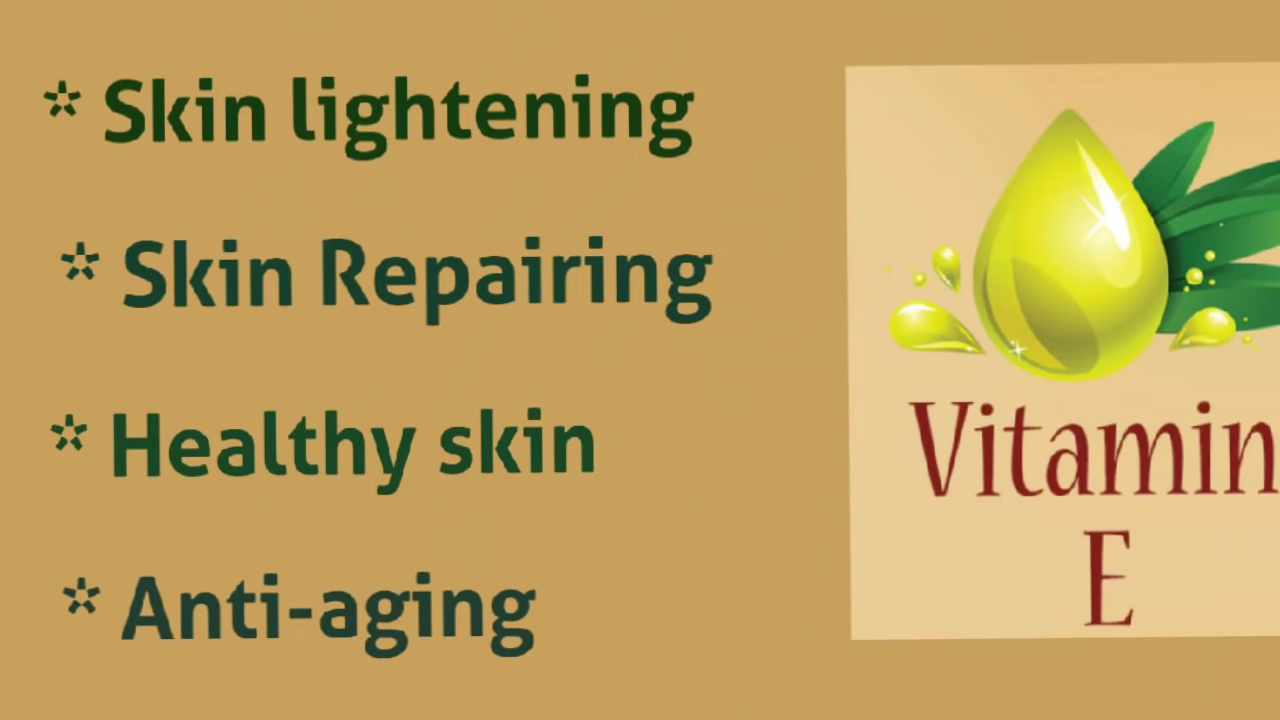 * Skin lightening
* Skin Repairing
* Healthy skin
* Anti-aging
Vitamin
E